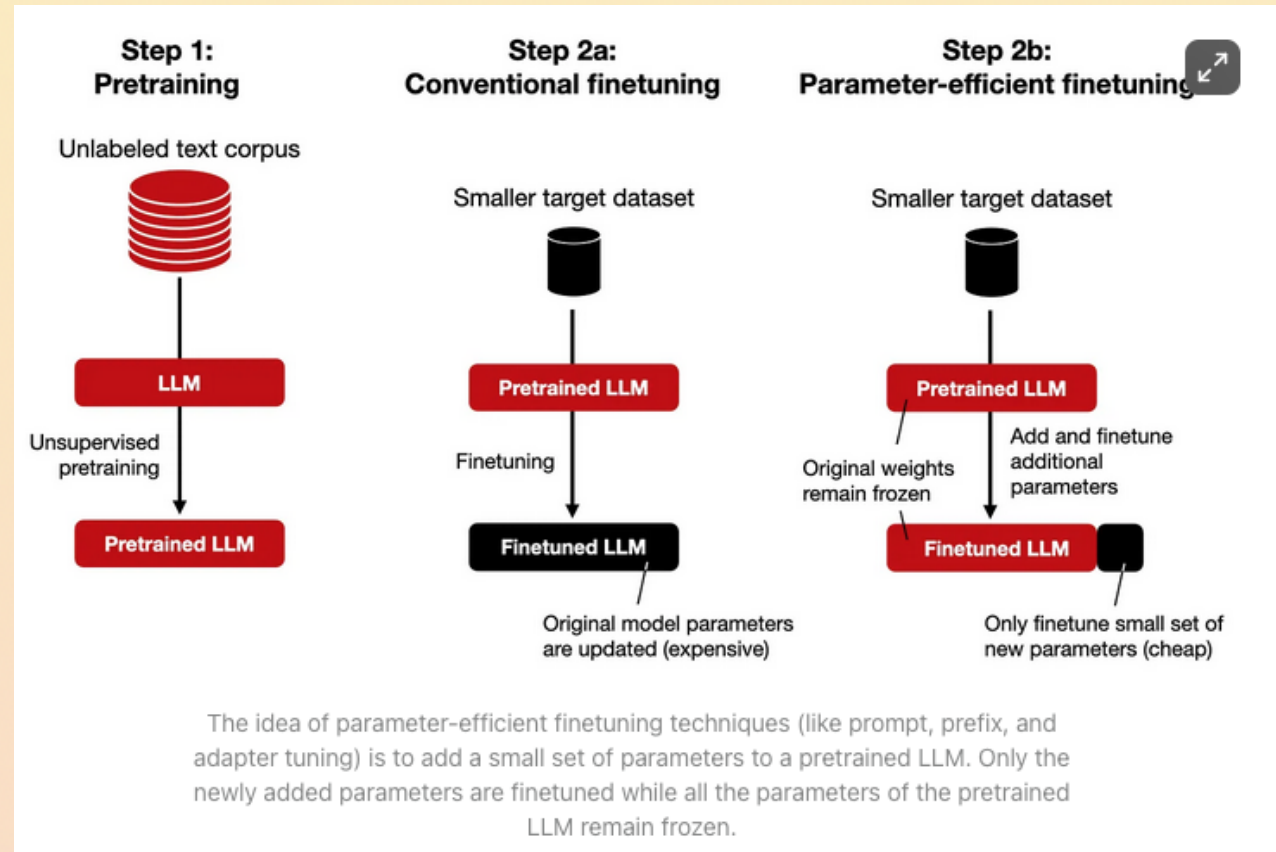 Step 1:
Pretraining
Unlabeled text corpus
LLM
Unsupervised
pretraining
Pretrained LLM
Step 2a:
Conventional finetuning
Smaller target dataset
Pretrained LLM
Finetuning
Finetuned LLM
Original model parameters
are updated (expensive)
Step 2b:
Parameter-efficient finetuning
Smaller target dataset
Pretrained LLM
Original weights
remain frozen
Add and finetune
additional
parameters
Finetuned LLM
Only finetune small set of
new parameters (cheap)
The idea of parameter-efficient finetuning techniques (like prompt, prefix, and
adapter tuning) is to add a small set of parameters to a pretrained LLM. Only the
newly added parameters are finetuned while all the parameters of the pretrained
LLM remain frozen.